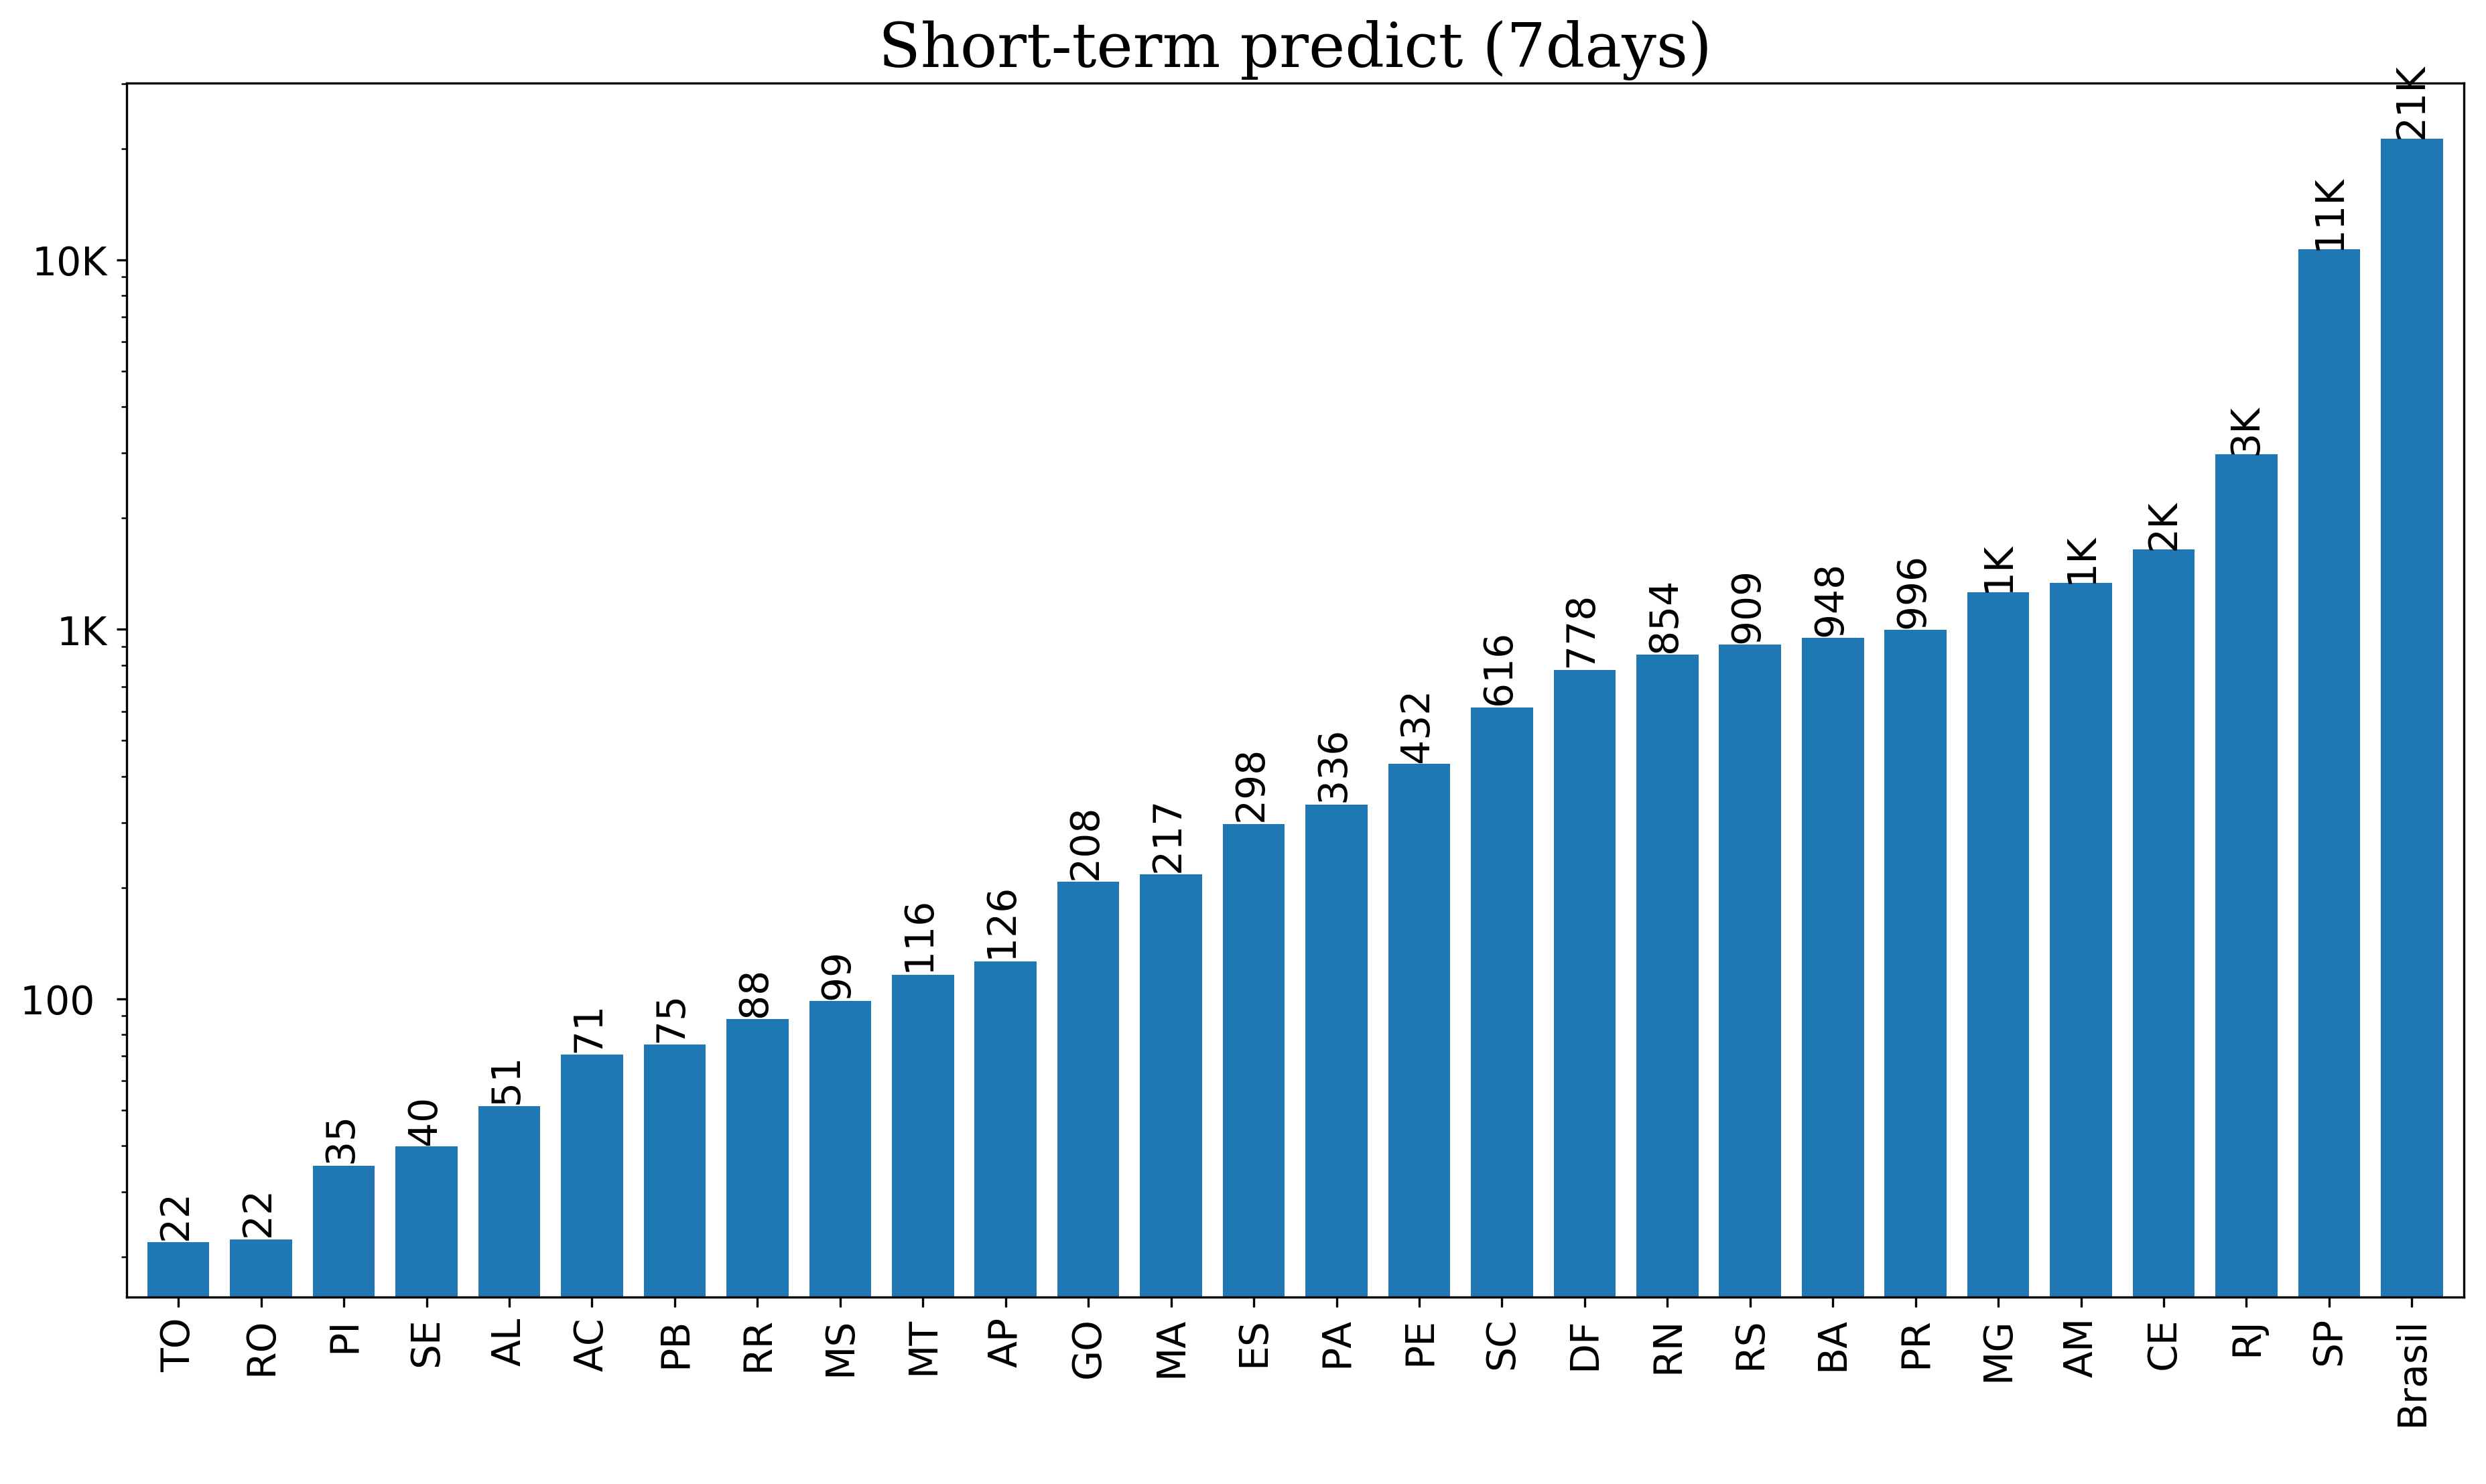 Short-term predict (7days)
10K
1K
100
22
22
35
40
51
71
75
88
99
116
126
208
217
298
336
432
616
778
854
909
948
996
1K
1K
2K
3K
11K
21K
TO
RO
PI
SE
AL
AC
PB
RR
MS
MT
AP
GO
MA
ES
PA
PE
SC
DF
RN
RS
BA
PR
MG
AM
CE
RJ
SP
Brasil